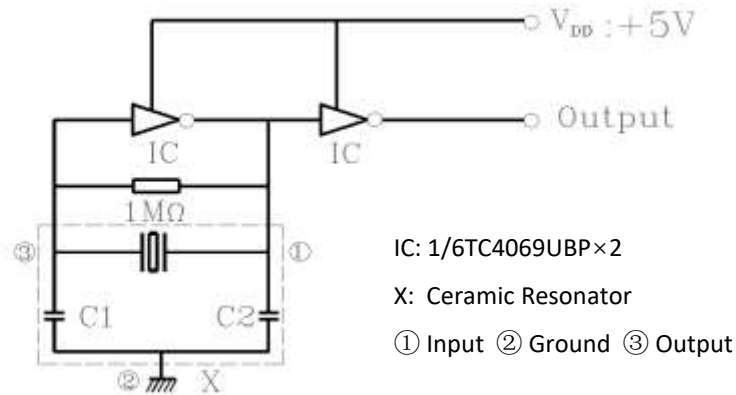 V_DD : +5V
Output
IC
IC
1MΩ
③
①
C1
C2
②
X
IC: 1/6TC4069UBP×2
X: Ceramic Resonator
① Input ② Ground ③ Output